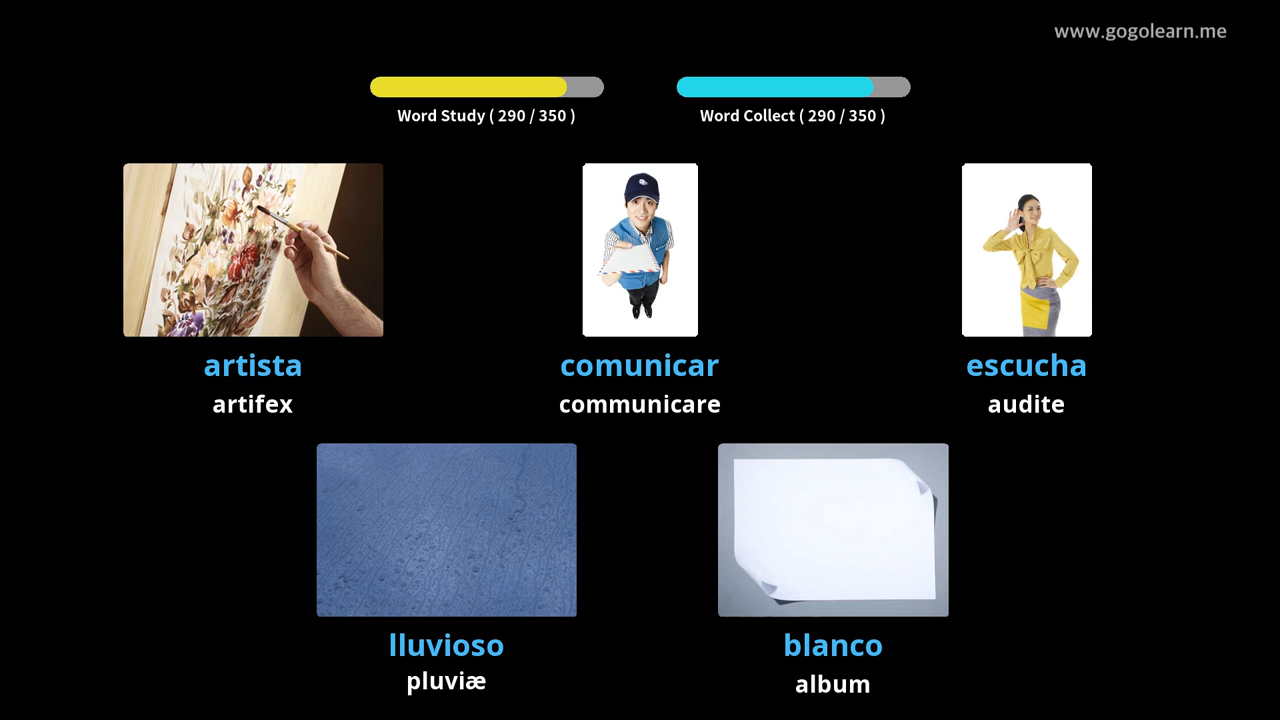 www.gogolearn.me
Word Study ( 290 / 350 )
Word Collect ( 290 / 350 )
artista
artifex
comunicar
communicare
escucha
audite
lluvioso
pluviæ
blanco
album